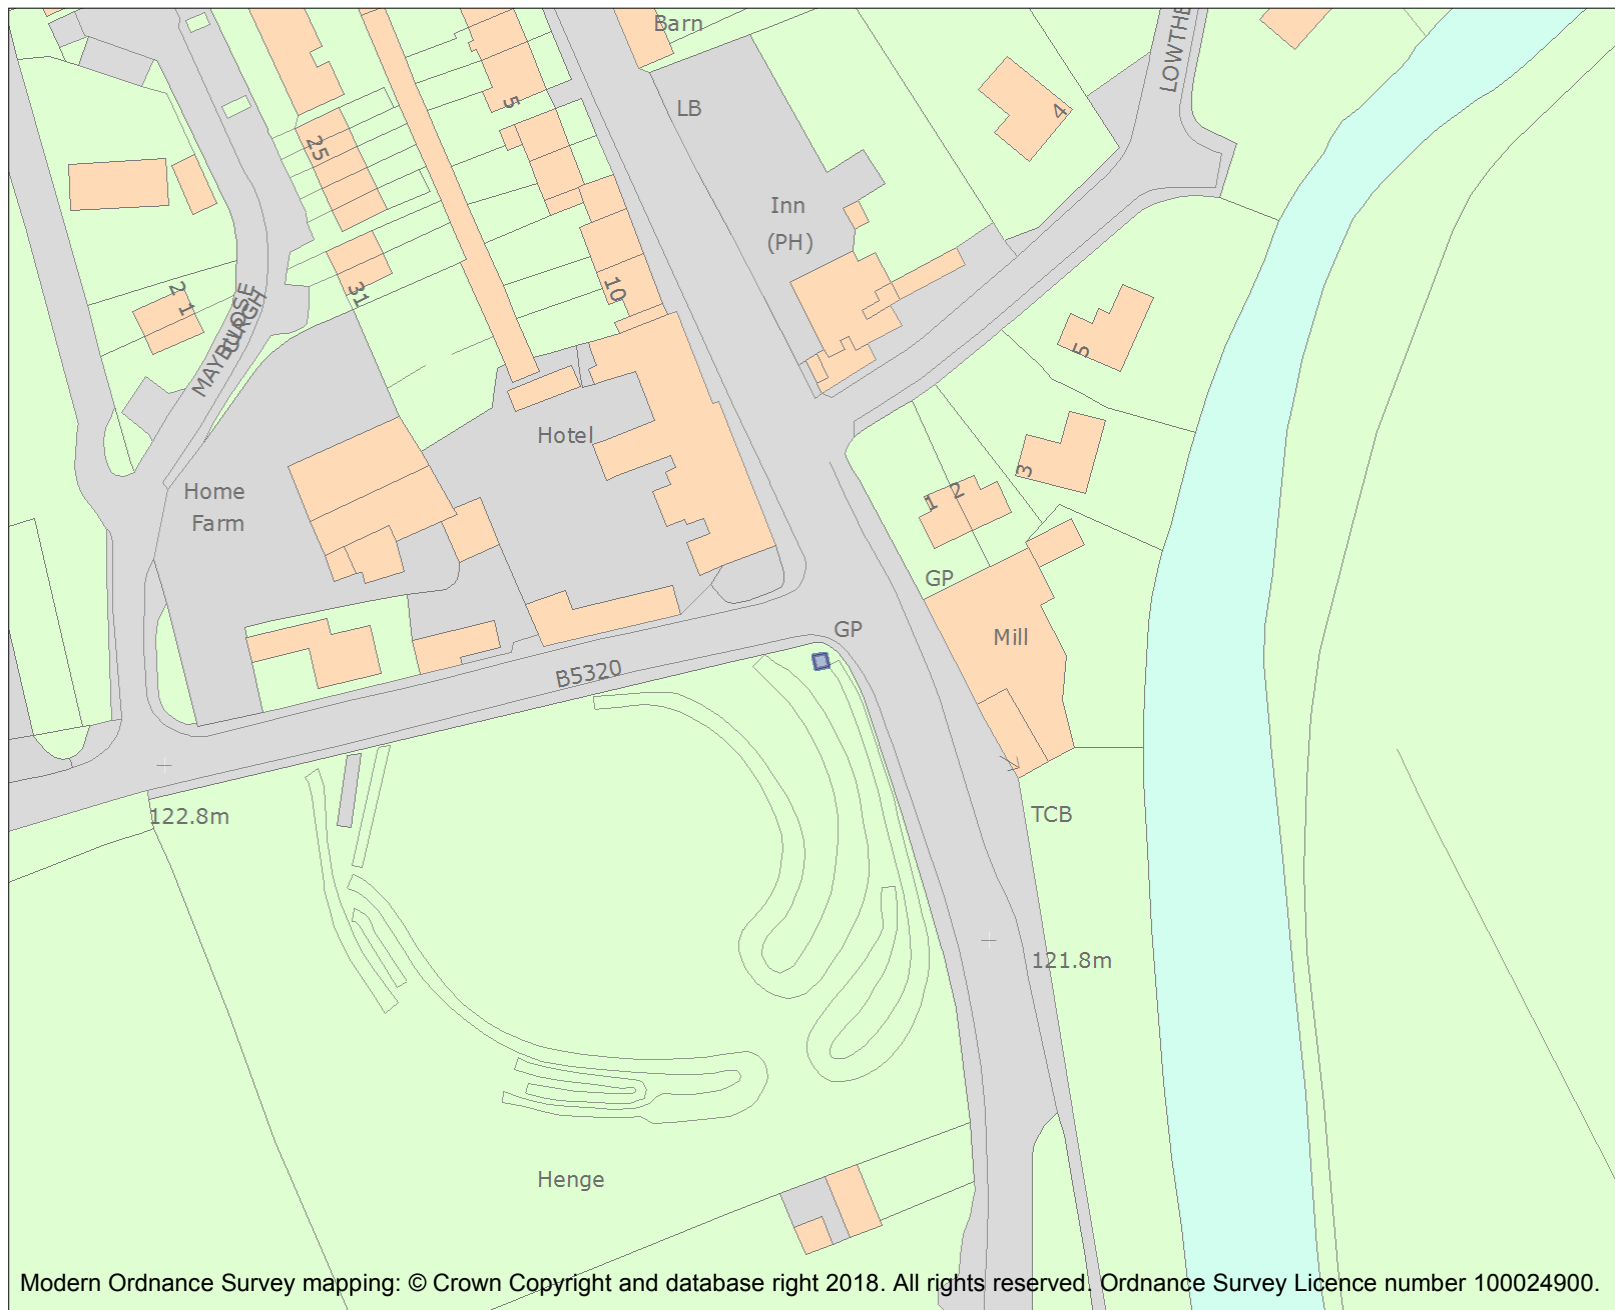 Barn
LOWTHE
LB
5
4
25
Inn
(PH)
2
1
31
10
MAYBURGH
CLOSE
5
Hotel
3
Home
Farm
1
2
GP
GP
Mill
B5320
122.8m
TCB
121.8m
Henge
Modern Ordnance Survey mapping: © Crown Copyright and database right 2018. All rights reserved. Ordnance Survey Licence number 100024900.